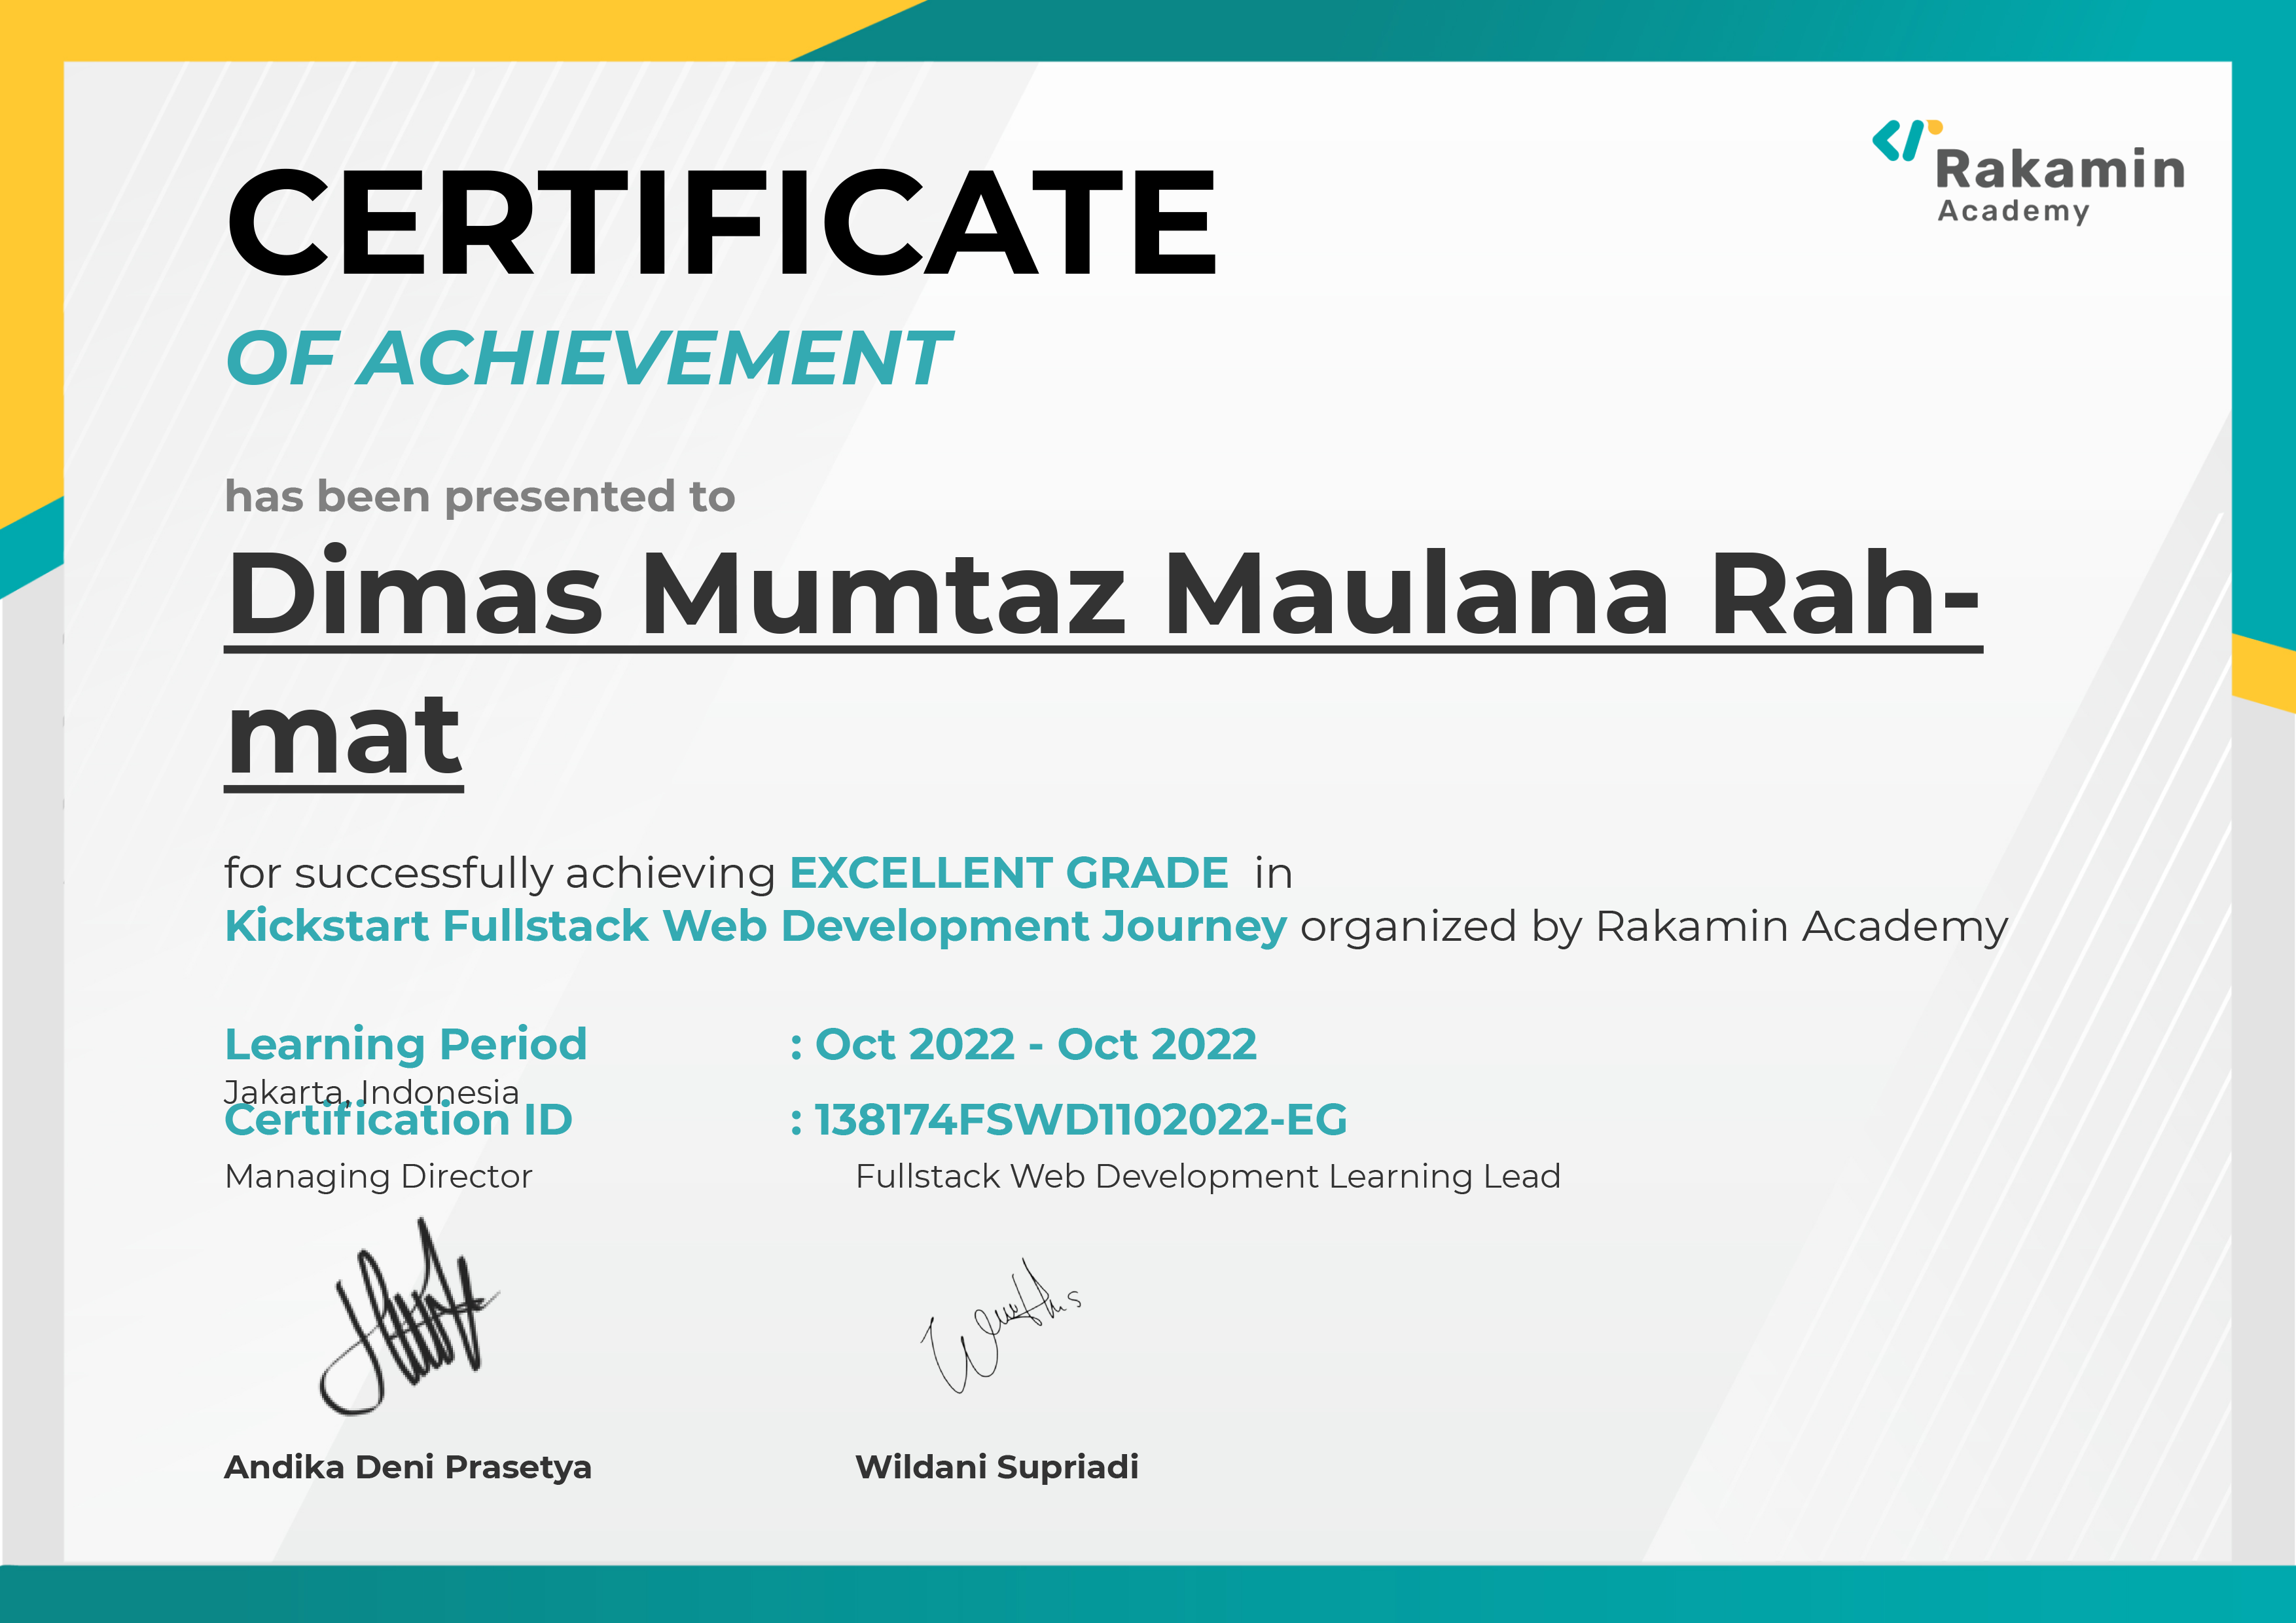 Rakamin
Academy
CERTIFICATE
OF ACHIEVEMENT
has been presented to
Dimas Mumtaz Maulana Rah-
mat
for successfully achieving EXCELLENT GRADE in
Kickstart Fullstack Web Development Journey organized by Rakamin Academy
Learning Period : Oct 2022 - Oct 2022
Jakarta, Indonesia
Certification ID : 138174FSWD1102022-EG
Managing Director Fullstack Web Development Learning Lead
Andika Deni Prasetya Wildani Supriadi